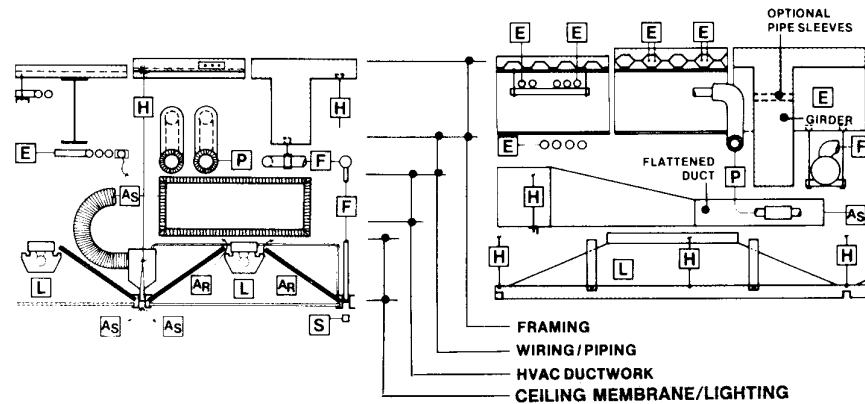 OPTIONAL
PIPE SLEEVES
E E E E
E
H H
GIRDER
E P F
E
F
FLATTENED
DUCT
P
H
As
F
As
H H H
L AR L AR
L
As As
S
FRAMING
WIRING/PIPING
HVAC DUCTWORK
CEILING MEMBRANE/LIGHTING